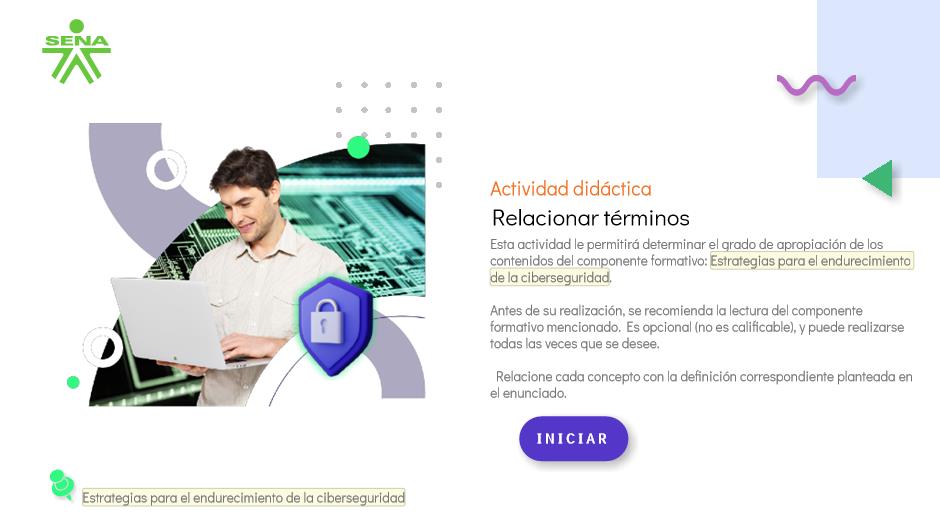 SENA
Actividad didáctica
Relacionar términos
Esta actividad le permitirá determinar el grado de apropiación de los
contenidos del componente formativo: Estrategias para el endurecimiento
de la ciberseguridad.
Antes de su realización, se recomienda la lectura del componente
formativo mencionado. Es opcional (no es calificable), y puede realizarse
todas las veces que se desee.
Relacione cada concepto con la definición correspondiente planteada en
el enunciado.
INICIAR
Estrategias para el endurecimiento de la ciberseguridad